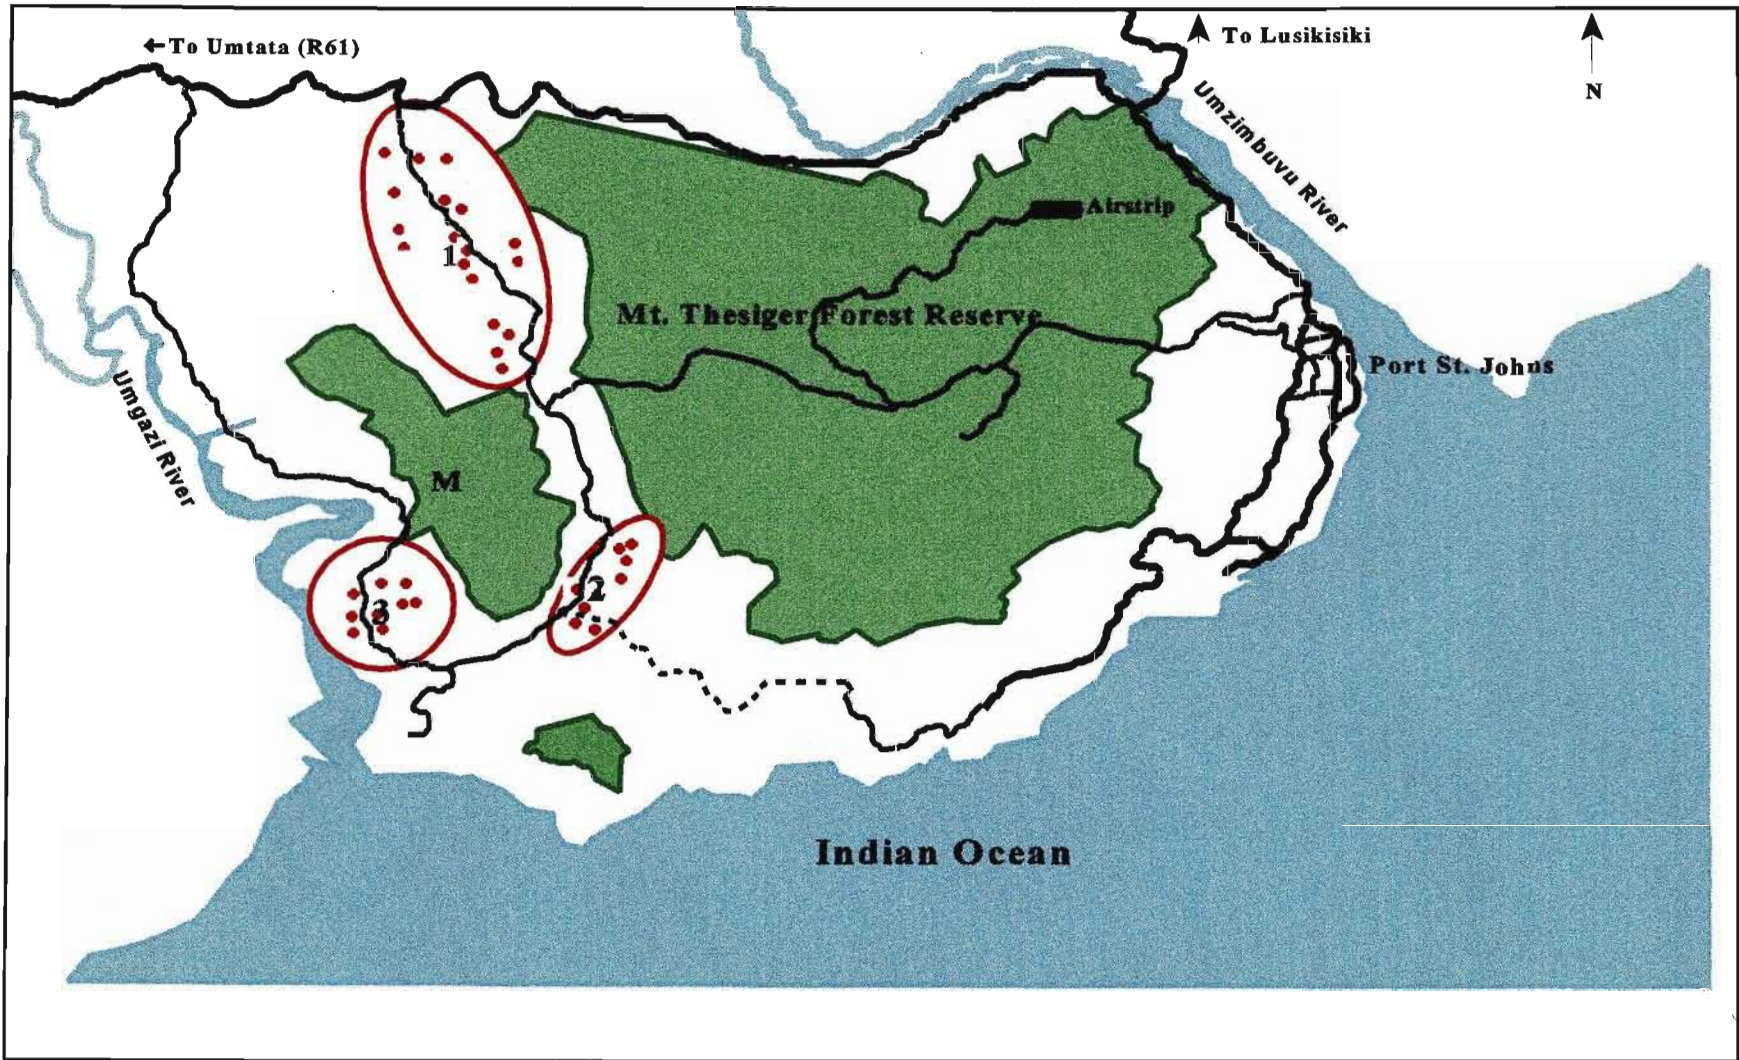 ←To Umtata (R61)
To Lusikisiki
N
Umzimbuvu River
Airstrip
1
Mt. Thesiger Forest Reserve
Port St. Johns
Umgazi River
M
2
3
Indian Ocean